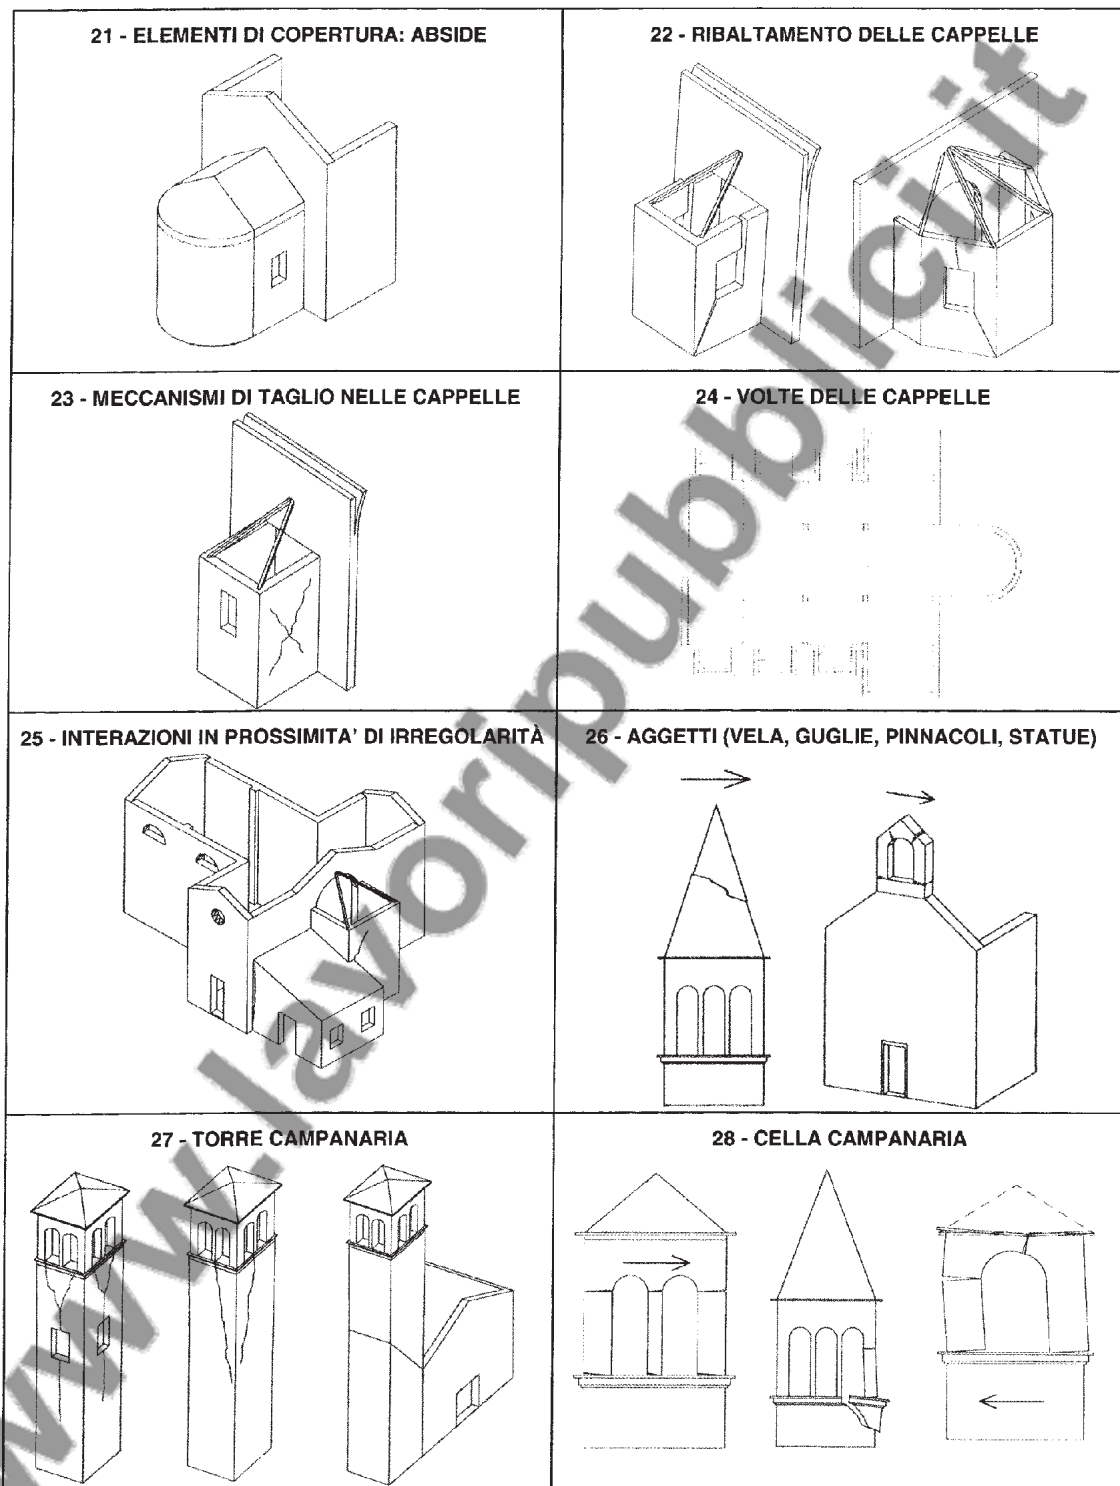 21 - ELEMENTI DI COPERTURA: ABSIDE
22 - RIBALTAMENTO DELLE CAPPELLE
23 - MECCANISMI DI TAGLIO NELLE CAPPELLE
24 - VOLTE DELLE CAPPELLE
25 - INTERAZIONI IN PROSSIMITA' DI IRREGOLARITÀ
26 - AGGETTI (VELA, GUGLIE, PINNACOLI, STATUE)
27 - TORRE CAMPANARIA
28 - CELLA CAMPANARIA
www.lavoripubblici.it